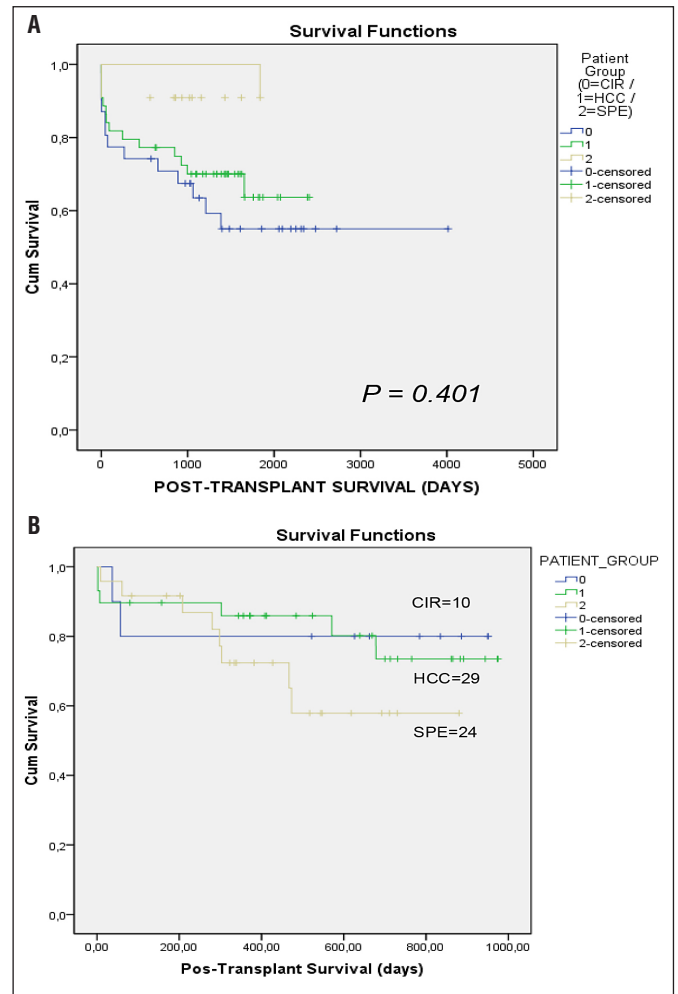 A
Survival Functions
Patient
Group
(0=CIR /
1=HCC /
2=SPE)
0
1
2
0-censored
1-censored
2-censored
1,0
0,8
0,6
0,4
0,2
0,0
Cum Survival
P = 0.401
0 1000 2000 3000 4000 5000
POST-TRANSPLANT SURVIVAL (DAYS)
B
Survival Functions
PATIENT_GROUP
0
1
2
0-censored
1-censored
2-censored
1,0
0,8
0,6
0,4
0,2
0,0
Cum Survival
CIR=10
HCC=29
SPE=24
0,00 200,00 400,00 600,00 800,00 1000,00
Pos-Transplant Survival (days)